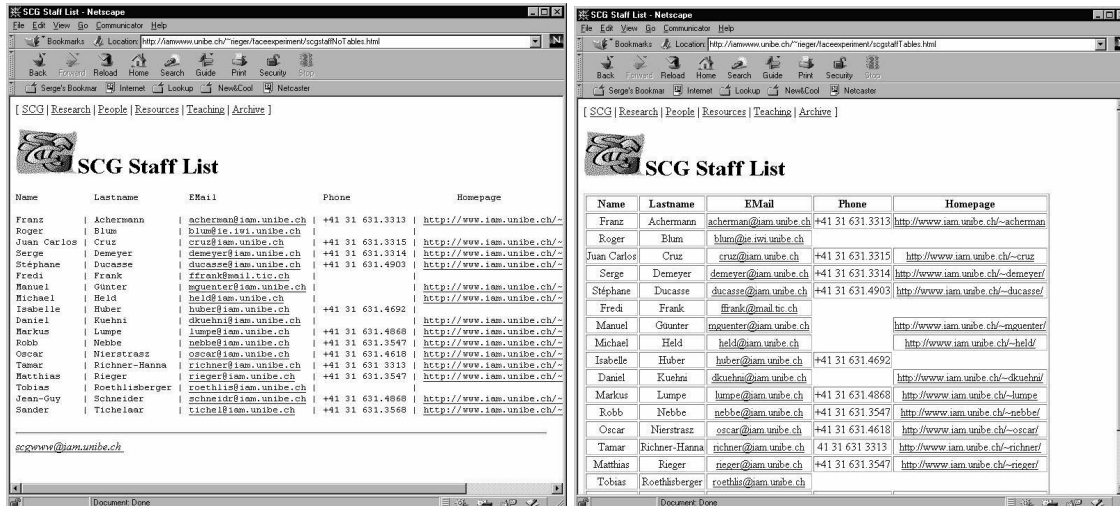 SCG Staff List - Netscape
File Edit View Go Communicator Help
Bookmarks Location: http://iamwww.unibe.ch/~rieger/faceexperiment/scgstaffNoTables.html
Back Forward Reload Home Search Guide Print Security Stop
Serge's Bookmar Internet Lookup New&Cool Netcaster
[ SCG | Research | People | Resources | Teaching | Archive ]
SCG Staff List
Name Lastname EMail Phone Homepage
Franz | Achermann | acherman@iam.unibe.ch | +41 31 631.3313 | http://www.iam.unibe.ch/~
Roger | Blum | blum@ie.iwi.unibe.ch | |
Juan Carlos | Cruz | cruz@iam.unibe.ch | +41 31 631.3315 | http://www.iam.unibe.ch/~
Serge | Demeyer | demeyer@iam.unibe.ch | +41 31 631.3314 | http://www.iam.unibe.ch/~
Stéphane | Ducasse | ducasse@iam.unibe.ch | +41 31 631.4903 | http://www.iam.unibe.ch/~
Fredi | Frank | ffrank@mail.tic.ch | |
Manuel | Günter | mguenter@iam.unibe.ch | | http://www.iam.unibe.ch/~
Michael | Held | held@iam.unibe.ch | | http://www.iam.unibe.ch/~
Isabelle | Huber | huber@iam.unibe.ch | +41 31 631.4692 |
Daniel | Kuehni | dkuehni@iam.unibe.ch | | http://www.iam.unibe.ch/~
Markus | Lumpe | lumpe@iam.unibe.ch | +41 31 631.4868 | http://www.iam.unibe.ch/~
Robb | Nebbe | nebbe@iam.unibe.ch | +41 31 631.3547 | http://www.iam.unibe.ch/~
Oscar | Nierstrasz | oscar@iam.unibe.ch | +41 31 631.4618 | http://www.iam.unibe.ch/~
Tamar | Richner-Hanna | richner@iam.unibe.ch | +41 31 631 3313 | http://www.iam.unibe.ch/~
Matthias | Rieger | rieger@iam.unibe.ch | +41 31 631.3547 | http://www.iam.unibe.ch/~
Tobias | Roethlisberger | roethlis@iam.unibe.ch | |
Jean-Guy | Schneider | schneidr@iam.unibe.ch | +41 31 631.4868 | http://www.iam.unibe.ch/~
Sander | Tichelaar | tichel@iam.unibe.ch | +41 31 631.3568 | http://www.iam.unibe.ch/~
scgwww@iam.unibe.ch
Document: Done
SCG Staff List - Netscape
File Edit View Go Communicator Help
Bookmarks Location: http://iamwww.unibe.ch/~rieger/faceexperiment/scgstaffTables.html
Back Forward Reload Home Search Guide Print Security Stop
Serge's Bookmar Internet Lookup New&Cool Netcaster
[ SCG | Research | People | Resources | Teaching | Archive ]
SCG Staff List
Name Lastname EMail Phone Homepage
Franz Achermann acherman@iam.unibe.ch +41 31 631.3313 http://www.iam.unibe.ch/~acherman
Roger Blum blum@ie.iwi.unibe.ch
Juan Carlos Cruz cruz@iam.unibe.ch +41 31 631.3315 http://www.iam.unibe.ch/~cruz
Serge Demeyer demeyer@iam.unibe.ch +41 31 631.3314 http://www.iam.unibe.ch/~demeyer/
Stéphane Ducasse ducasse@iam.unibe.ch +41 31 631.4903 http://www.iam.unibe.ch/~ducasse/
Fredi Frank ffrank@mail.tic.ch
Manuel Güunter mguenter@iam.unibe.ch http://www.iam.unibe.ch/~mguenter/
Michael Held held@iam.unibe.ch http://www.iam.unibe.ch/~held/
Isabelle Huber huber@iam.unibe.ch +41 31 631.4692
Daniel Kuehni dkuehni@iam.unibe.ch http://www.iam.unibe.ch/~dkuehni/
Markus Lumpe lumpe@iam.unibe.ch +41 31 631.4868 http://www.iam.unibe.ch/~lumpe
Robb Nebbe nebbe@iam.unibe.ch +41 31 631.3547 http://www.iam.unibe.ch/~nebbe/
Oscar Nierstrasz oscar@iam.unibe.ch +41 31 631.4618 http://www.iam.unibe.ch/~oscar/
Tamar Richner-Hanna richner@iam.unibe.ch 41 31 631 3313 http://www.iam.unibe.ch/~richner/
Matthias Rieger rieger@iam.unibe.ch +41 31 631.3547 http://www.iam.unibe.ch/~rieger/
Tobias Roethlisberger roethlis@iam.unibe.ch
Document: Done